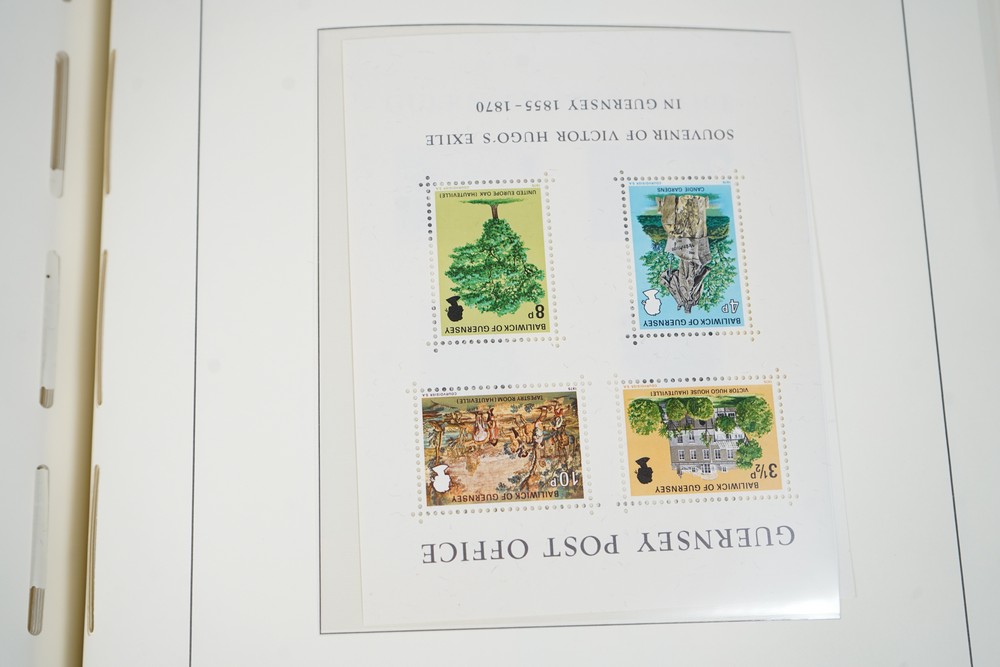 GUERNSEY POST OFFICE
3½p
BAILIWICK OF GUERNSEY
VICTOR HUGO HOUSE (HAUTEVILLE)
10p
BAILIWICK OF GUERNSEY
TAPESTRY ROOM (HAUTEVILLE)
4p
BAILIWICK OF GUERNSEY
CANDIE GARDENS
8p
BAILIWICK OF GUERNSEY
UNITED EUROPE OAK (HAUTEVILLE)
SOUVENIR OF VICTOR HUGO'S EXILE
IN GUERNSEY 1855-1870